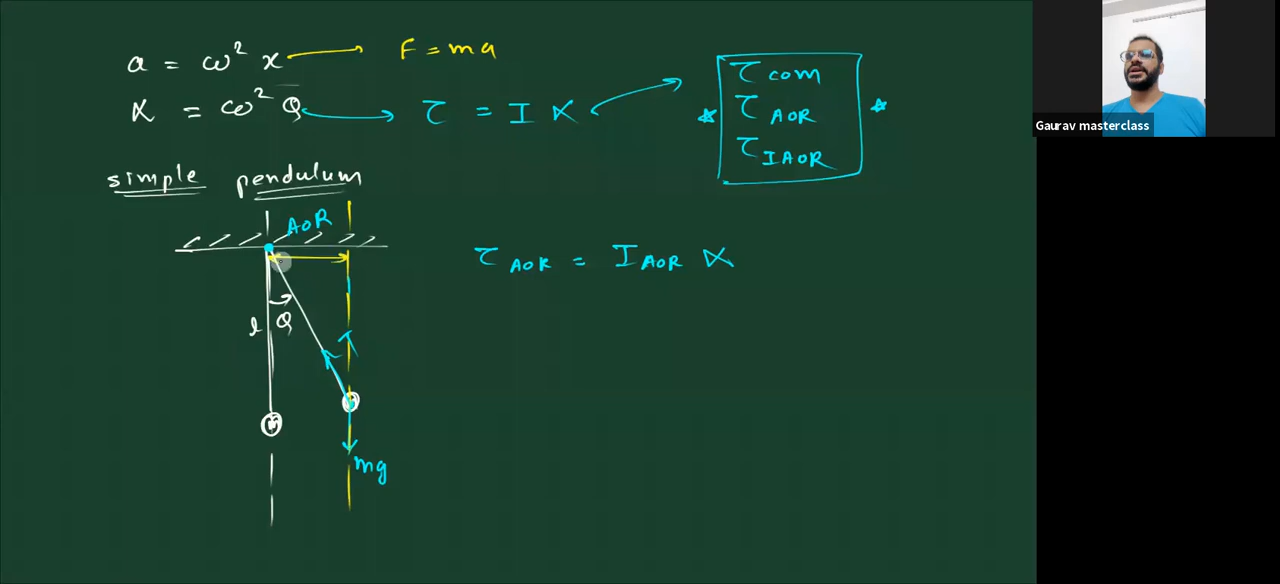 a = ω² x → F = ma
α = ω² θ → τ = I α
τ COM
τ AOR
τ IAOR
simple pendulum
AOR
τ AOR = I AOR α
l θ
T
m
m
mg
Gaurav masterclass